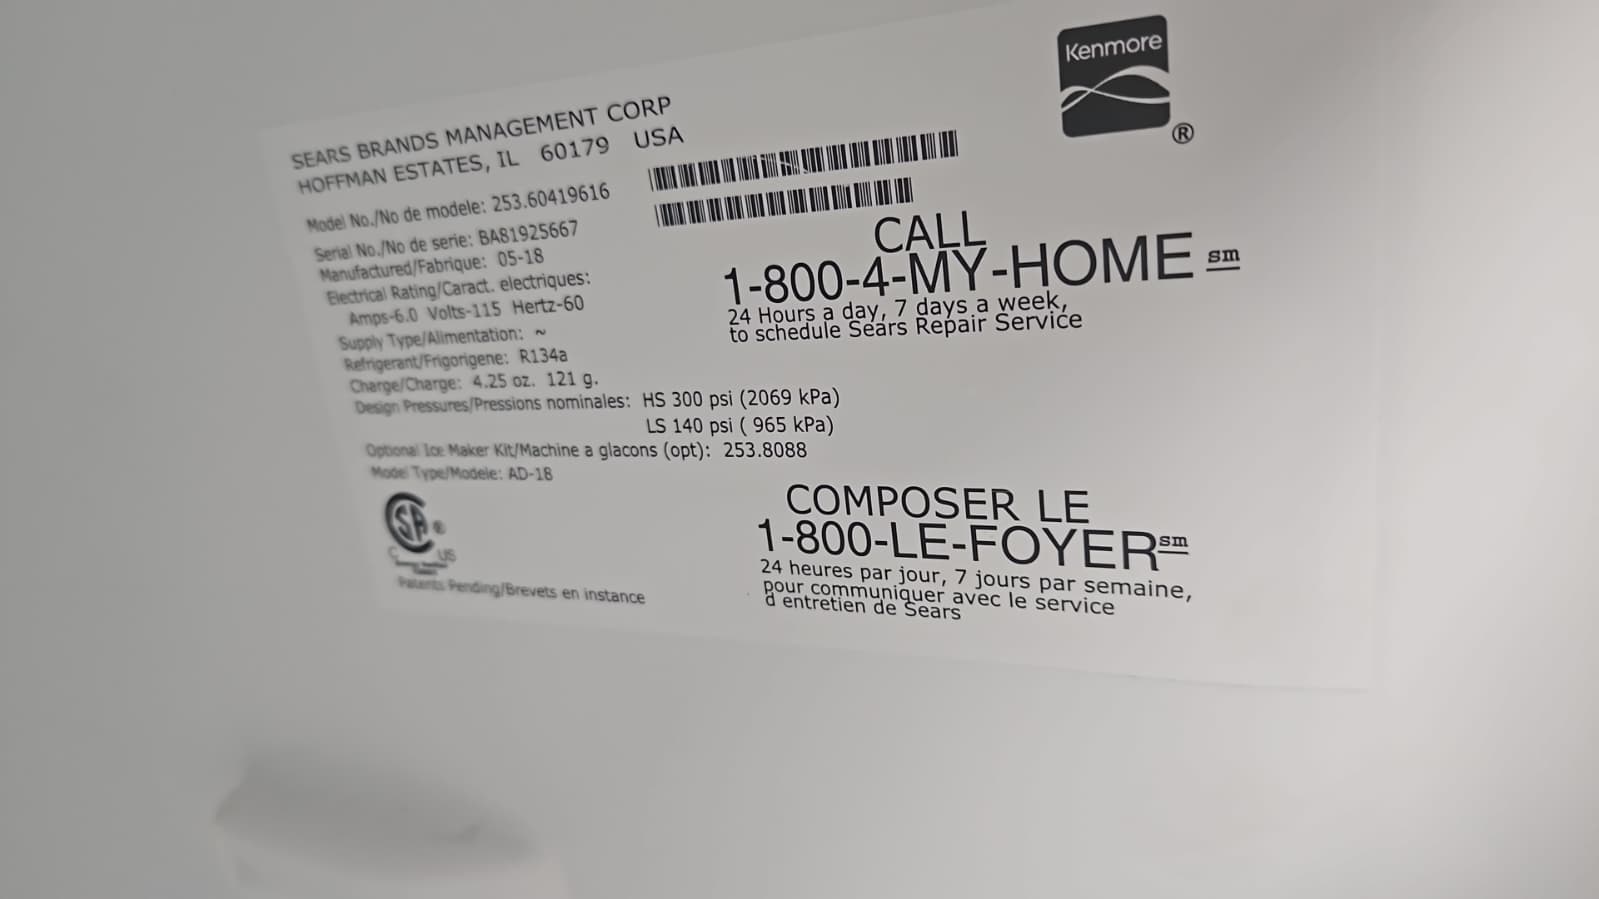 Kenmore
®
SEARS BRANDS MANAGEMENT CORP
HOFFMAN ESTATES, IL 60179 USA
Model No./No de modele: 253.60419616
Serial No./No de serie: BA81925667
Manufactured/Fabrique: 05-18
Electrical Rating/Caract. electriques:
Amps-6.0 Volts-115 Hertz-60
Supply Type/Alimentation: ~
Refrigerant/Frigorigene: R134a
Charge/Charge: 4.25 oz. 121 g.
Design Pressures/Pressions nominales: HS 300 psi (2069 kPa)
LS 140 psi ( 965 kPa)
Optional Ice Maker Kit/Machine a glacons (opt): 253.8088
Model Type/Modele: AD-18
CSA ®
C US
Patents Pending/Brevets en instance
CALL
1-800-4-MY-HOME sm
24 Hours a day, 7 days a week,
to schedule Sears Repair Service
COMPOSER LE
1-800-LE-FOYER sm
24 heures par jour, 7 jours par semaine,
pour communiquer avec le service
d entretien de Sears